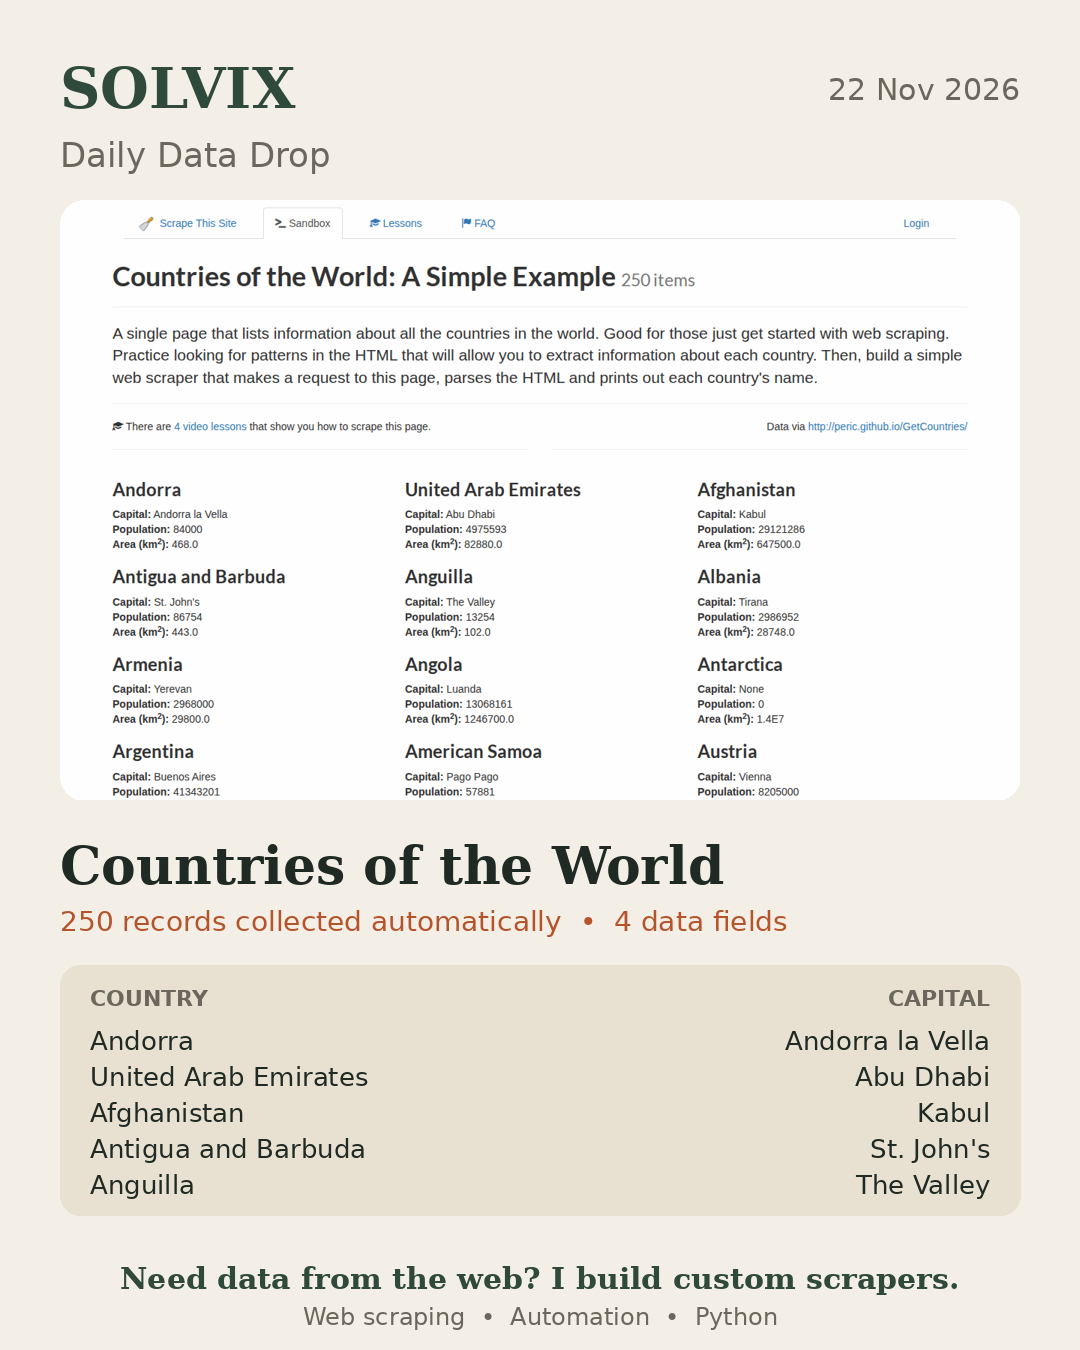 SOLVIX
22 Nov 2026
Daily Data Drop
Scrape This Site
Sandbox
Lessons
FAQ
Login
Countries of the World: A Simple Example 250 items
A single page that lists information about all the countries in the world. Good for those just get started with web scraping.
Practice looking for patterns in the HTML that will allow you to extract information about each country. Then, build a simple
web scraper that makes a request to this page, parses the HTML and prints out each country's name.
There are 4 video lessons that show you how to scrape this page.
Data via http://peric.github.io/GetCountries/
Andorra
Capital: Andorra la Vella
Population: 84000
Area (km²): 468.0
United Arab Emirates
Capital: Abu Dhabi
Population: 4975593
Area (km²): 82880.0
Afghanistan
Capital: Kabul
Population: 29121286
Area (km²): 647500.0
Antigua and Barbuda
Capital: St. John's
Population: 86754
Area (km²): 443.0
Anguilla
Capital: The Valley
Population: 13254
Area (km²): 102.0
Albania
Capital: Tirana
Population: 2986952
Area (km²): 28748.0
Armenia
Capital: Yerevan
Population: 2968000
Area (km²): 29800.0
Angola
Capital: Luanda
Population: 13068161
Area (km²): 1246700.0
Antarctica
Capital: None
Population: 0
Area (km²): 1.4E7
Argentina
Capital: Buenos Aires
Population: 41343201
American Samoa
Capital: Pago Pago
Population: 57881
Austria
Capital: Vienna
Population: 8205000
Countries of the World
250 records collected automatically • 4 data fields
COUNTRY CAPITAL
Andorra Andorra la Vella
United Arab Emirates Abu Dhabi
Afghanistan Kabul
Antigua and Barbuda St. John's
Anguilla The Valley
Need data from the web? I build custom scrapers.
Web scraping • Automation • Python